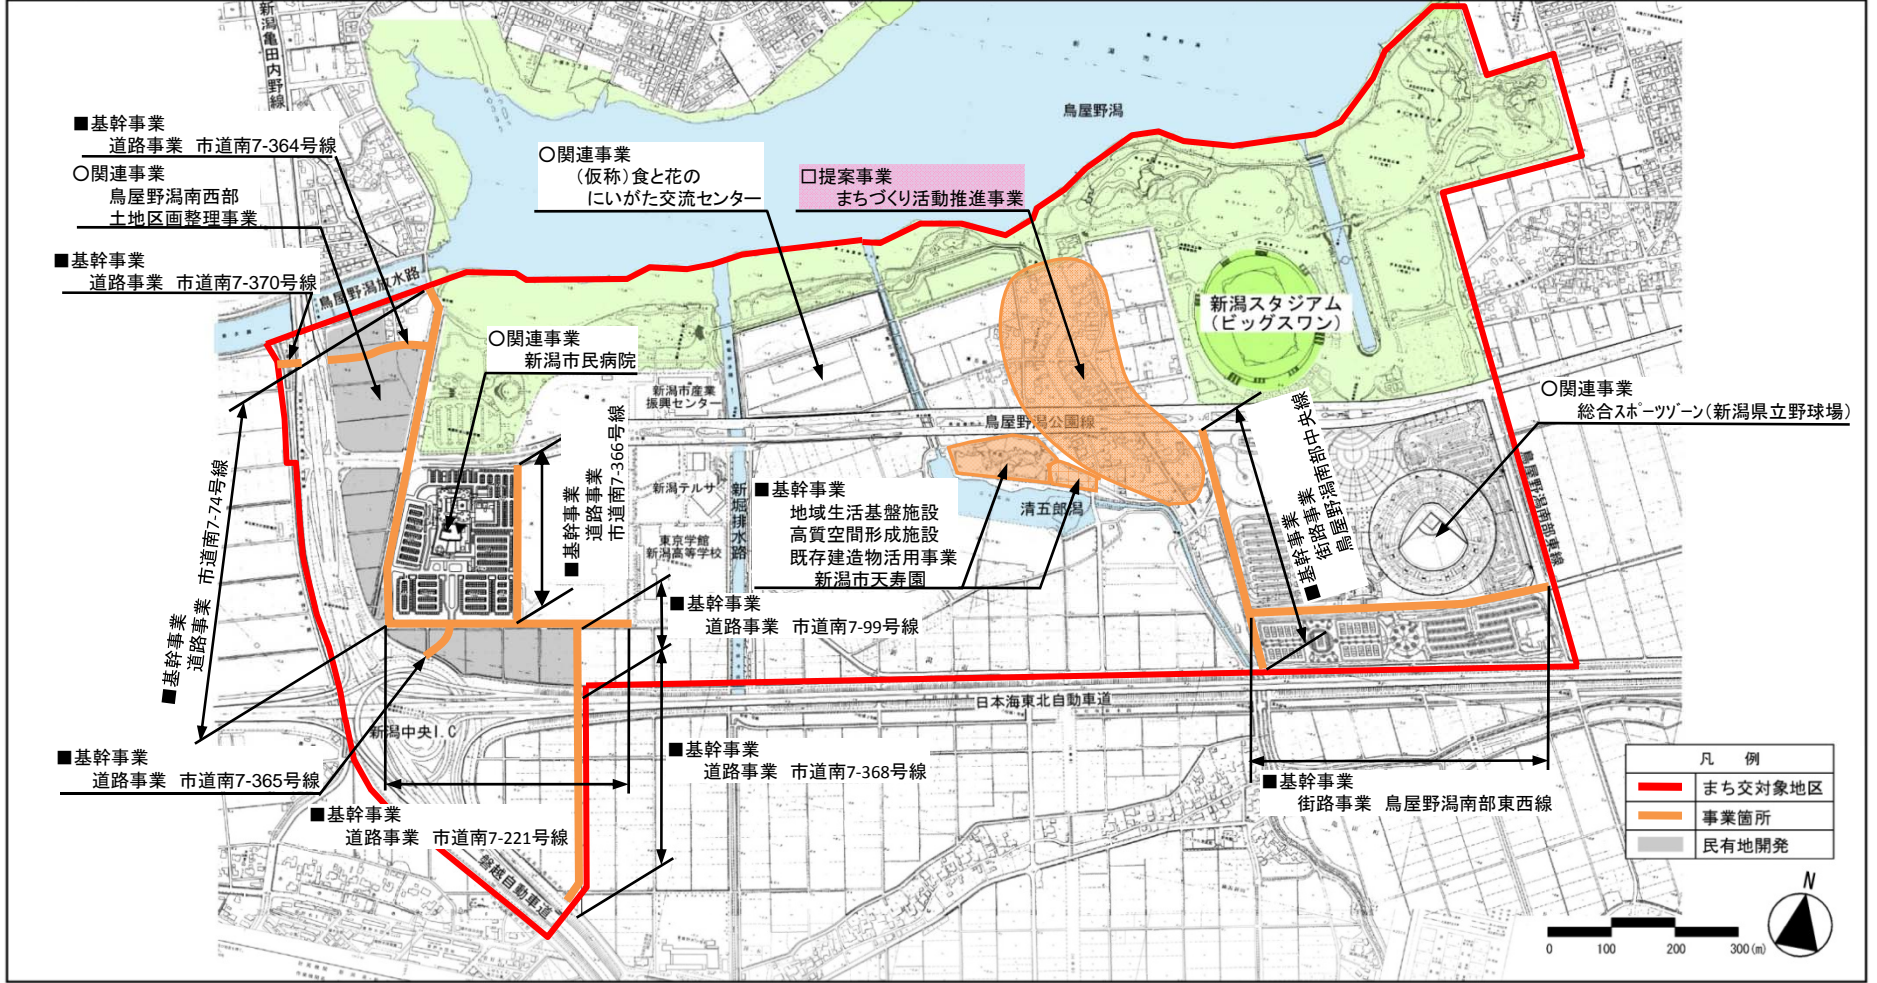 新潟亀田内野線
■基幹事業
道路事業 市道南7-364号線
〇関連事業
鳥屋野潟南西部
土地区画整理事業
■基幹事業
道路事業 市道南7-370号線
鳥屋野潟放水路
〇関連事業
(仮称)食と花の
にいがた交流センター
□提案事業
まちづくり活動推進事業
鳥屋野潟
〇関連事業
新潟市民病院
新潟市産業
振興センター
鳥屋野潟公園線
新潟スタジアム
(ビッグスワン)
〇関連事業
総合スポーツゾーン(新潟県立野球場)
■基幹事業
道路事業 市道南7-74号線
■基幹事業
道路事業
市道南7-366号線
新潟テルサ
東京学館
新潟高等学校
新堀排水路
■基幹事業
地域生活基盤施設
高質空間形成施設
既存建造物活用事業
新潟市天寿園
清五郎潟
■基幹事業
街路事業
鳥屋野潟南部中央線
鳥屋野潟南部東線
■基幹事業
道路事業 市道南7-99号線
日本海東北自動車道
新潟中央I.C
■基幹事業
道路事業 市道南7-365号線
■基幹事業
道路事業 市道南7-368号線
■基幹事業
道路事業 市道南7-221号線
磐越自動車道
■基幹事業
街路事業 鳥屋野潟南部東西線
凡 例
まち交対象地区
事業箇所
民有地開発
N
0 100 200 300(m)